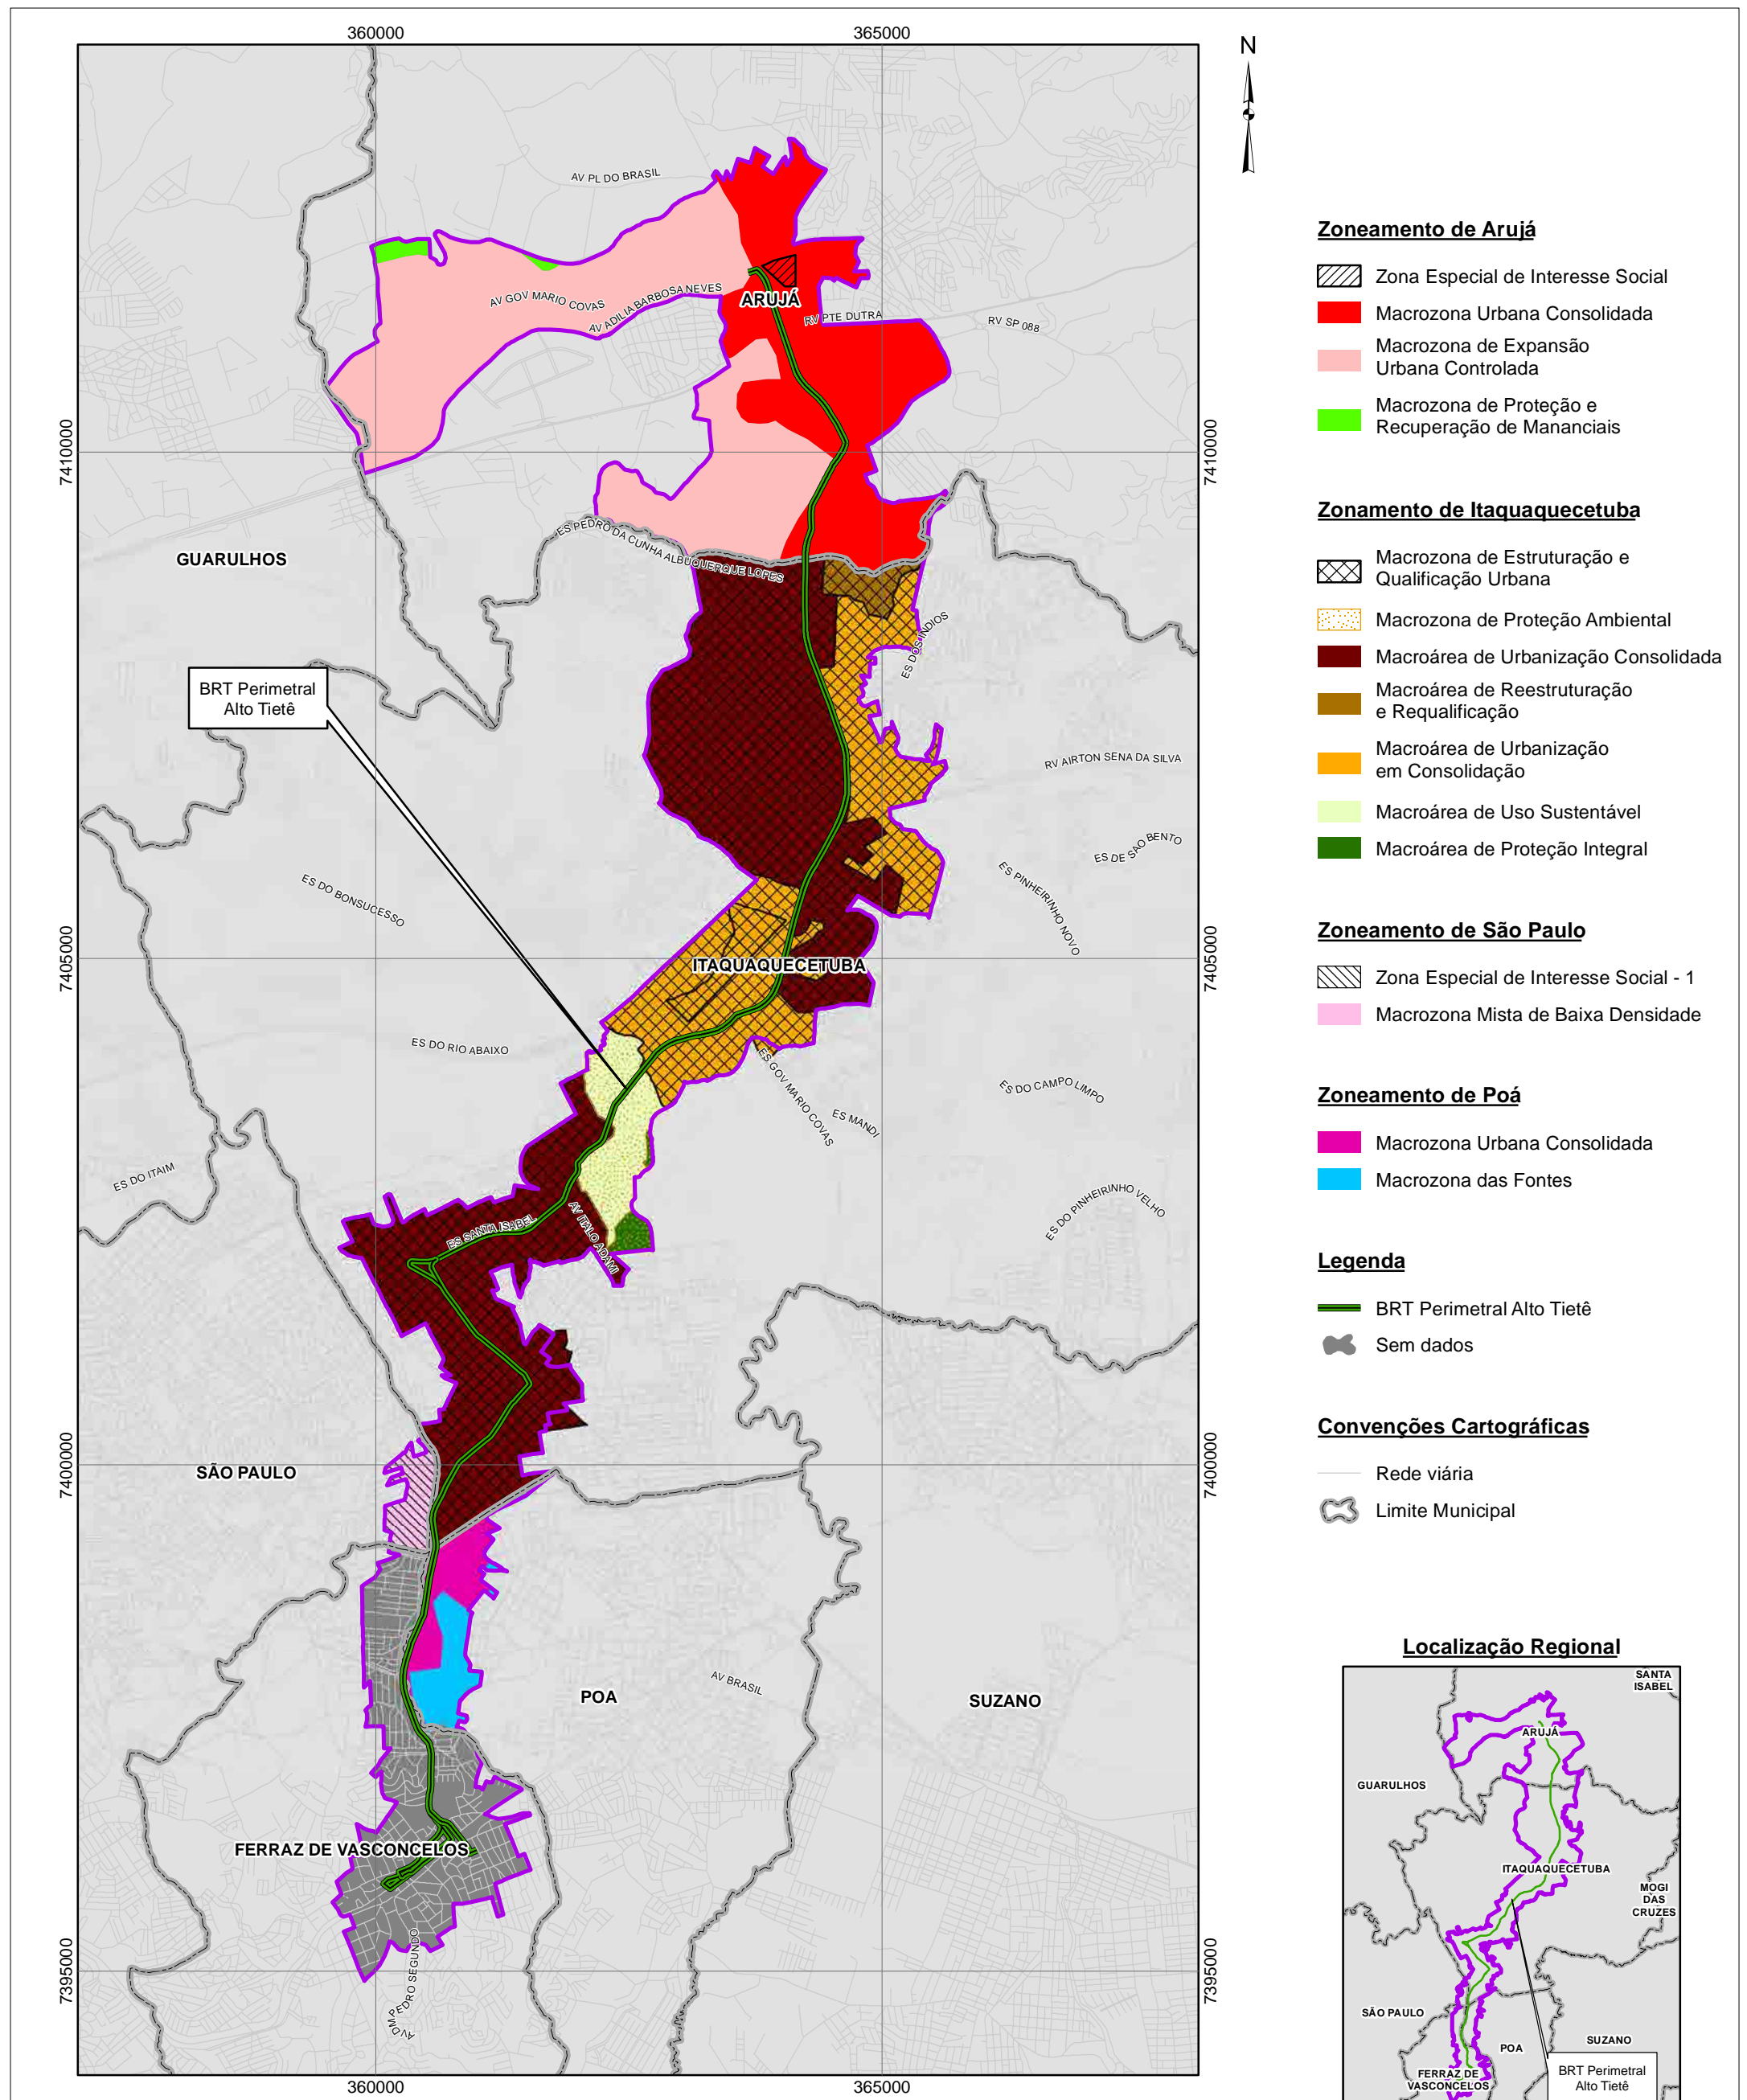 360000
365000
N
AV PL DO BRASIL
AV GOV MARIO COVAS
AV ADILIA BARBOSA NEVES
ARUJÁ
RV PTE DUTRA
RV SP 088
7410000
7410000
GUARULHOS
ES PEDRO DA CUNHA ALBUQUERQUE LOPES
ES DOS INDIOS
BRT Perimetral
Alto Tietê
RV AIRTON SENA DA SILVA
ES DE SAO BENTO
ES PINHEIRINHO NOVO
ES DO BONSUCESSO
7405000
7405000
ITAQUAQUECETUBA
ES DO RIO ABAIXO
ES GOV MARIO COVAS
ES DO CAMPO LIMPO
ES MANDI
ES DO ITAIM
ES DO PINHEIRINHO VELHO
ES SANTA ISABEL
AV ITALO ADAMI
7400000
7400000
SÃO PAULO
POA
AV BRASIL
SUZANO
FERRAZ DE VASCONCELOS
7395000
7395000
AV DM PEDRO SEGUNDO
360000
365000
Zoneamento de Arujá
Zona Especial de Interesse Social
Macrozona Urbana Consolidada
Macrozona de Expansão
Urbana Controlada
Macrozona de Proteção e
Recuperação de Mananciais
Zonamento de Itaquaquecetuba
Macrozona de Estruturação e
Qualificação Urbana
Macrozona de Proteção Ambiental
Macroárea de Urbanização Consolidada
Macroárea de Reestruturação
e Requalificação
Macroárea de Urbanização
em Consolidação
Macroárea de Uso Sustentável
Macroárea de Proteção Integral
Zoneamento de São Paulo
Zona Especial de Interesse Social - 1
Macrozona Mista de Baixa Densidade
Zoneamento de Poá
Macrozona Urbana Consolidada
Macrozona das Fontes
Legenda
BRT Perimetral Alto Tietê
Sem dados
Convenções Cartográficas
Rede viária
Limite Municipal
Localização Regional
SANTA
ISABEL
ARUJÁ
GUARULHOS
ITAQUAQUECETUBA
MOGI
DAS
CRUZES
SÃO PAULO
SUZANO
POA
FERRAZ DE
VASCONCELOS
BRT Perimetral
Alto Tietê